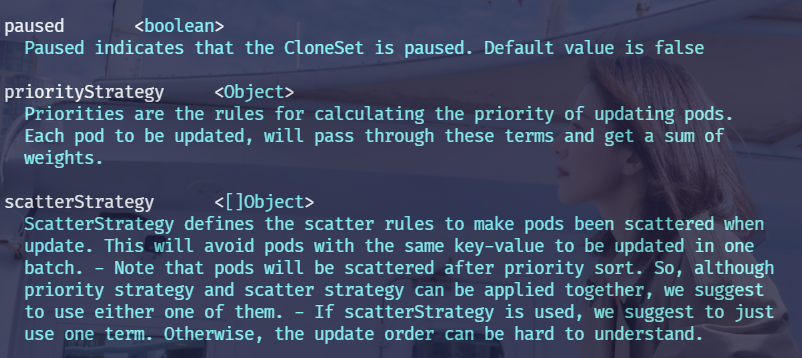 paused <boolean>
Paused indicates that the CloneSet is paused. Default value is false
priorityStrategy <Object>
Priorities are the rules for calculating the priority of updating pods.
Each pod to be updated, will pass through these terms and get a sum of
weights.
scatterStrategy <[]Object>
ScatterStrategy defines the scatter rules to make pods been scattered when
update. This will avoid pods with the same key-value to be updated in one
batch. - Note that pods will be scattered after priority sort. So, although
priority strategy and scatter strategy can be applied together, we suggest
to use either one of them. - If scatterStrategy is used, we suggest to just
use one term. Otherwise, the update order can be hard to understand.